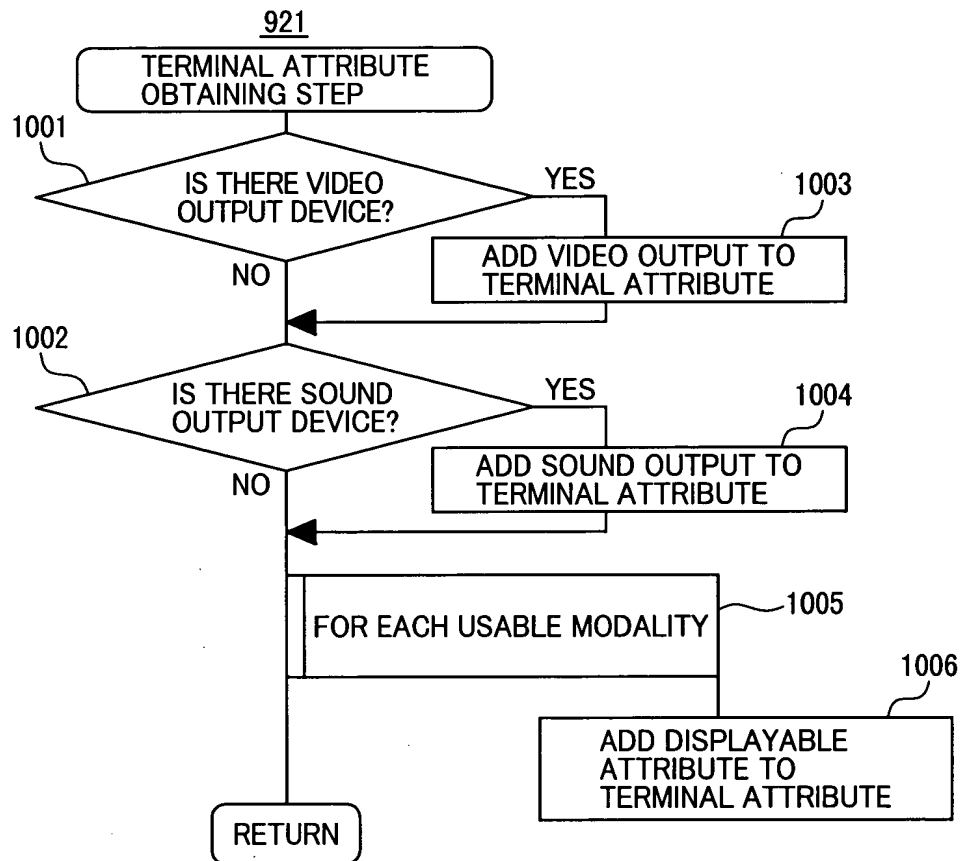 921
TERMINAL ATTRIBUTE
OBTAINING STEP
1001
IS THERE VIDEO
OUTPUT DEVICE?
YES
1003
ADD VIDEO OUTPUT TO
TERMINAL ATTRIBUTE
NO
1002
IS THERE SOUND
OUTPUT DEVICE?
YES
1004
ADD SOUND OUTPUT TO
TERMINAL ATTRIBUTE
NO
FOR EACH USABLE MODALITY
1005
1006
ADD DISPLAYABLE
ATTRIBUTE TO
TERMINAL ATTRIBUTE
RETURN